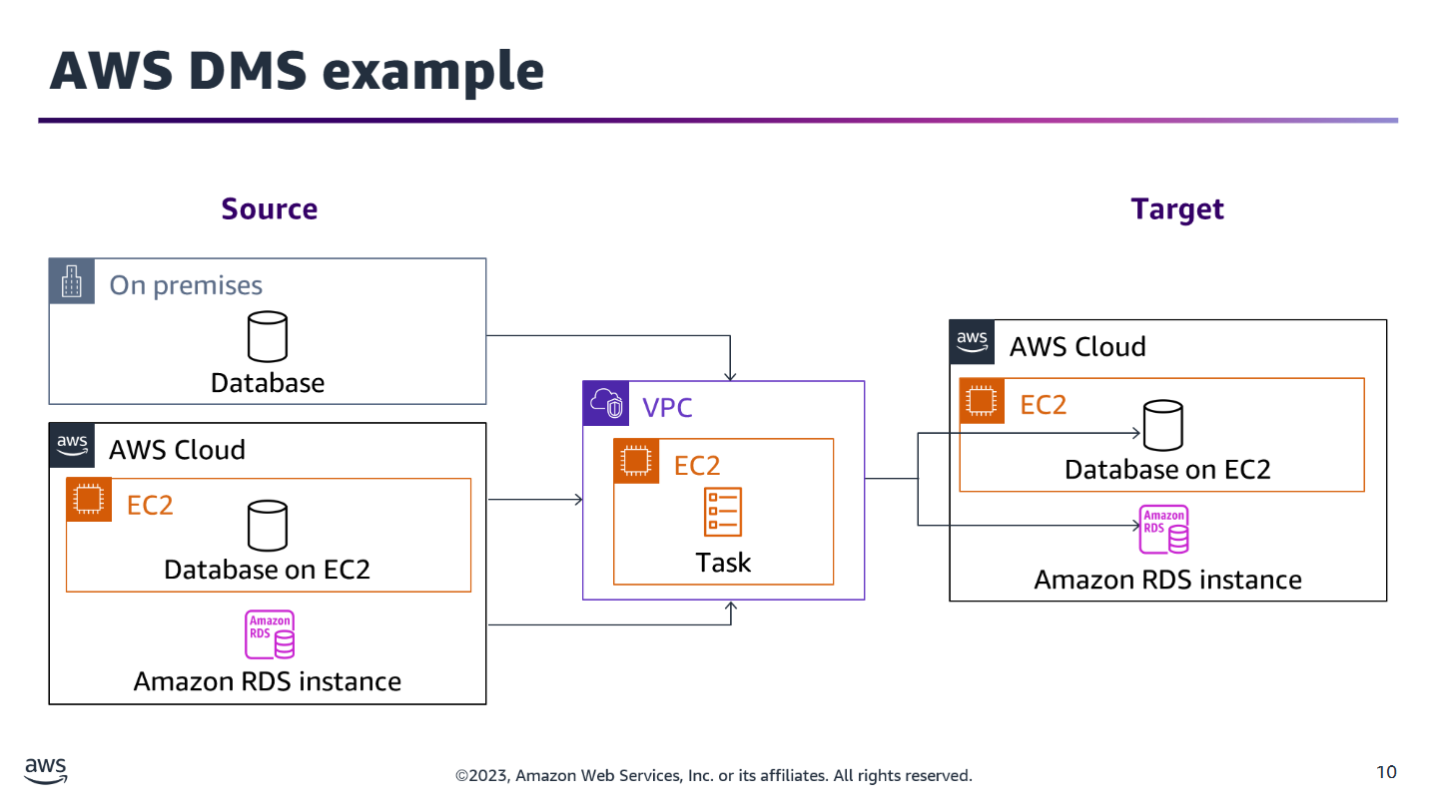 AWS DMS example
Source
Target
On premises
Database
aws
AWS Cloud
EC2
Database on EC2
Amazon
RDS
Amazon RDS instance
VPC
EC2
Task
aws
AWS Cloud
EC2
Database on EC2
Amazon
RDS
Amazon RDS instance
aws
©2023, Amazon Web Services, Inc. or its affiliates. All rights reserved.
10